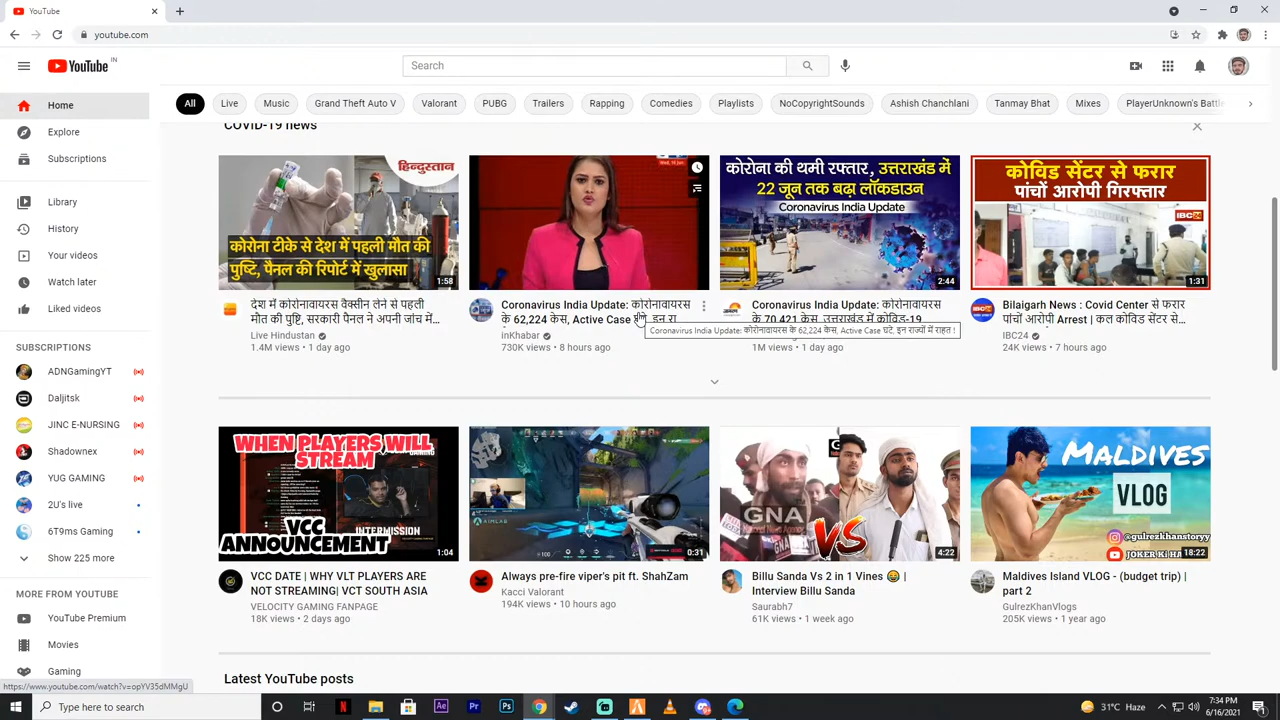 YouTube
youtube.com
YouTube IN
Search
Home
Explore
Subscriptions
Library
History
Your videos
Watch later
Liked videos
SUBSCRIPTIONS
ADNGamingYT
Daljitsk
JINC E-NURSING
Shadownex
YUG GAMING
2U's live
6T9ms Gaming
Show 225 more
MORE FROM YOUTUBE
YouTube Premium
Movies
Gaming
https://www.youtube.com/watch?v=opYV35dMMgU
All Live Music Grand Theft Auto V Valorant PUBG Trailers Rapping Comedies Playlists NoCopyrightSounds Ashish Chanchlani Tanmay Bhat Mixes PlayerUnknown's Battle
COVID-19 news
हिन्दुस्तान
कोरोना टीके से देश में पहली मौत की
पुष्टि, पैनल की रिपोर्ट में खुलासा
1:58
देश में कोरोनावायरस वैक्सीन लेने से पहली
मौत की पुष्टि, सरकारी पैनल ने अपनी जांच में...
Live Hindustan
1.4M views • 1 day ago
Coronavirus India Update: कोरोनावायरस
के 62,224 केस, Active Case
inKhabar
730K views • 8 hours ago
Coronavirus India Update: कोरोनावायरस के 62,224 केस, Active Case घटे, इन राज्यों में राहत !
कोरोना की थमी रफ्तार, उत्तराखंड में
22 जून तक बढ़ा लॉकडाउन
Coronavirus India Update
2:44
Coronavirus India Update: कोरोनावायरस
के 70,421 केस, उत्तराखंड में कोविड-19
1M views • 1 day ago
कोविड सेंटर से फरार
पांचों आरोपी गिरफ्तार
IBC24
1:31
Bilaigarh News : Covid Center से फरार
पांचों आरोपी Arrest | कल कोविड सेंटर से...
IBC24
24K views • 7 hours ago
WHEN PLAYERS WILL
STREAM
GAMING
INTERMISSION
VCC
ANNOUNCEMENT
1:04
VCC DATE | WHY VLT PLAYERS ARE
NOT STREAMING| VCT SOUTH ASIA
VELOCITY GAMING FANPAGE
18K views • 2 days ago
AIMLAB
0:31
Always pre-fire viper's pit ft. ShahZam
Kacci Valorant
194K views • 10 hours ago
GNA
VS
4:22
Billu Sanda Vs 2 in 1 Vines 😂 |
Interview Billu Sanda
Saurabh7
61K views • 1 week ago
MALDIVES
VLOG
@gulrezkhanstoryy
JOKER Ki HA
18:22
Maldives Island VLOG - (budget trip) |
part 2
GulrezKhanVlogs
205K views • 1 year ago
Latest YouTube posts
Type here to search
31°C Haze
7:34 PM
6/16/2021